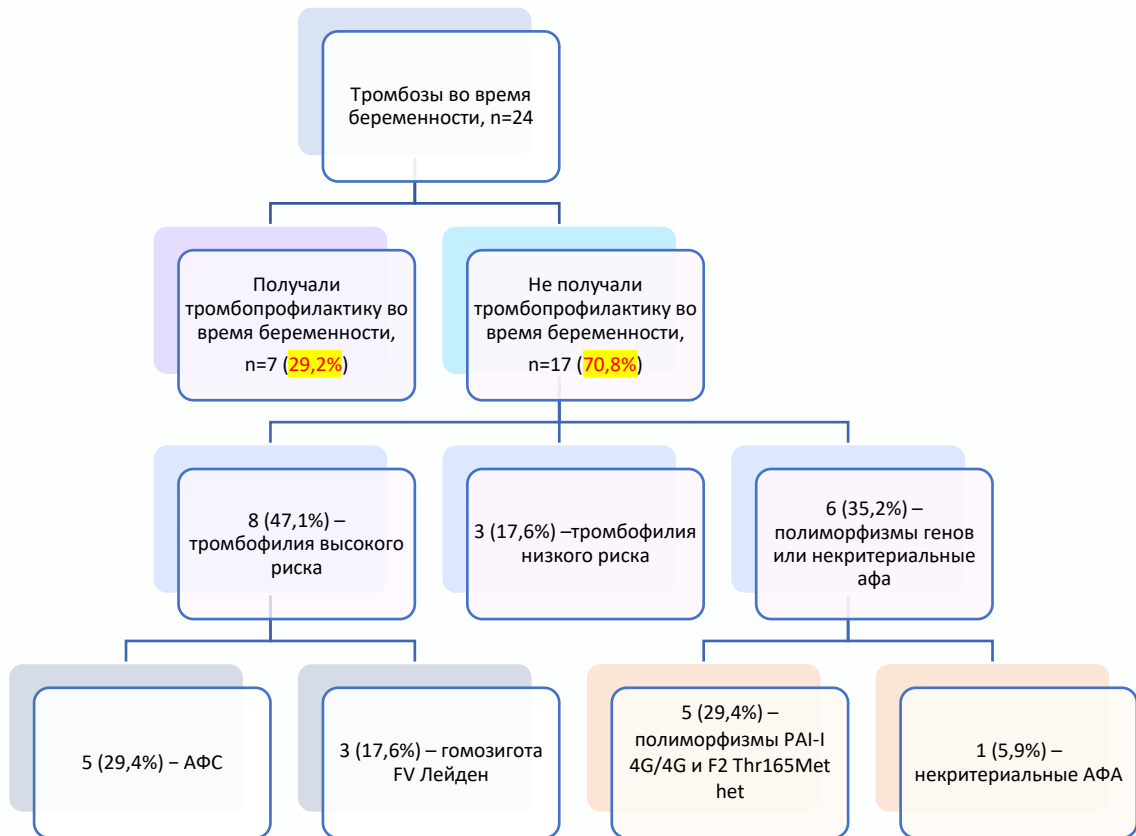 Тромбозы во время
беременности, n=24
Получали
тромбопрофилактику во
время беременности,
n=7 (29,2%)
Не получали
тромбопрофилактику во
время беременности,
n=17 (70,8%)
8 (47,1%) –
тромбофилия высокого
риска
3 (17,6%) –тромбофилия
низкого риска
6 (35,2%) –
полиморфизмы генов
или некритериальные
афа
5 (29,4%) – АФС
3 (17,6%) – гомозигота
FV Лейден
5 (29,4%) –
полиморфизмы PAI-I
4G/4G и F2 Thr165Met
het
1 (5,9%) –
некритериальные АФА